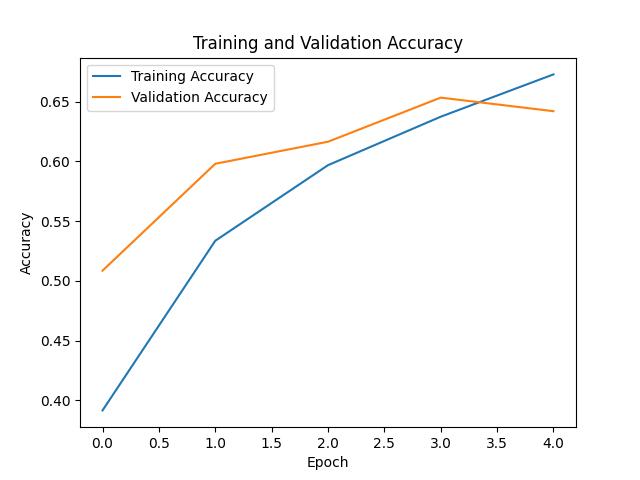 Training and Validation Accuracy
Training Accuracy
Validation Accuracy
Accuracy
0.65
0.60
0.55
0.50
0.45
0.40
0.0 0.5 1.0 1.5 2.0 2.5 3.0 3.5 4.0
Epoch